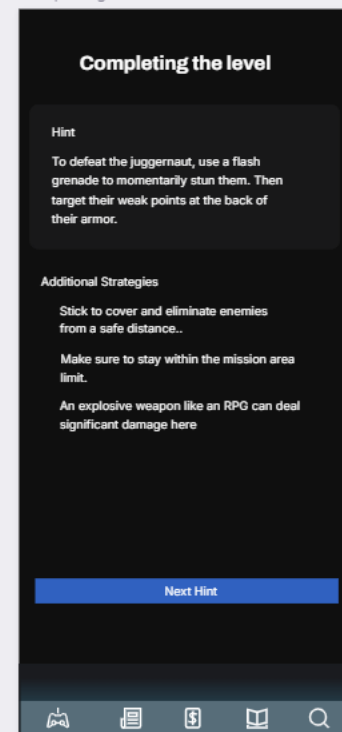 Completing the level
Hint
To defeat the juggernaut, use a flash
grenade to momentarily stun them. Then
target their weak points at the back of
their armor.
Additional Strategies
Stick to cover and eliminate enemies
from a safe distance..
Make sure to stay within the mission area
limit.
An explosive weapon like an RPG can deal
significant damage here
Next Hint
$